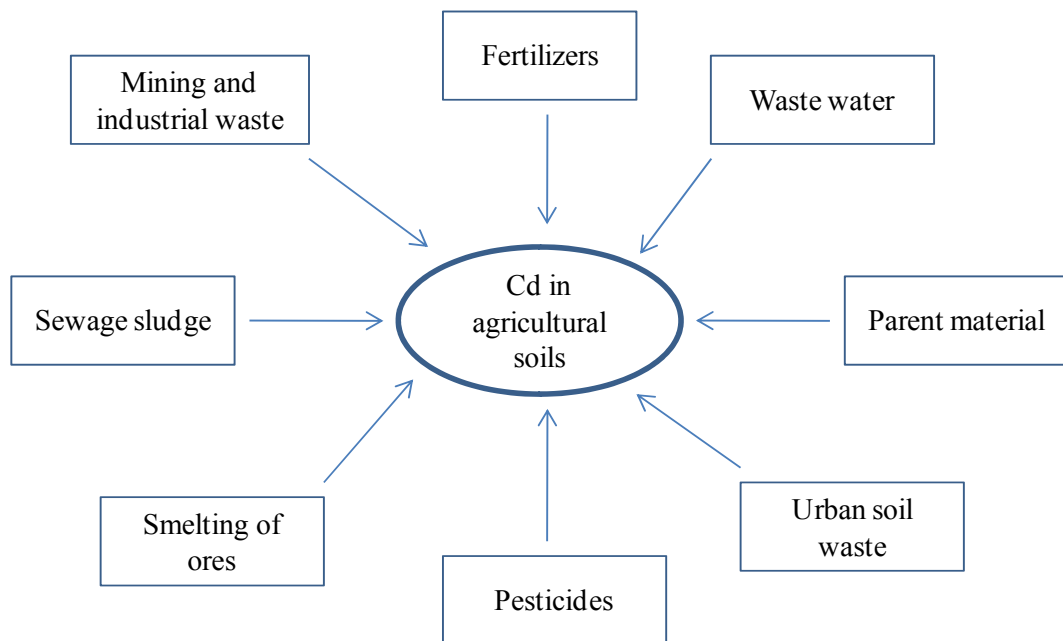 Fertilizers
Mining and
industrial waste
Waste water
Sewage sludge
Cd in
agricultural
soils
Parent material
Smelting of
ores
Urban soil
waste
Pesticides